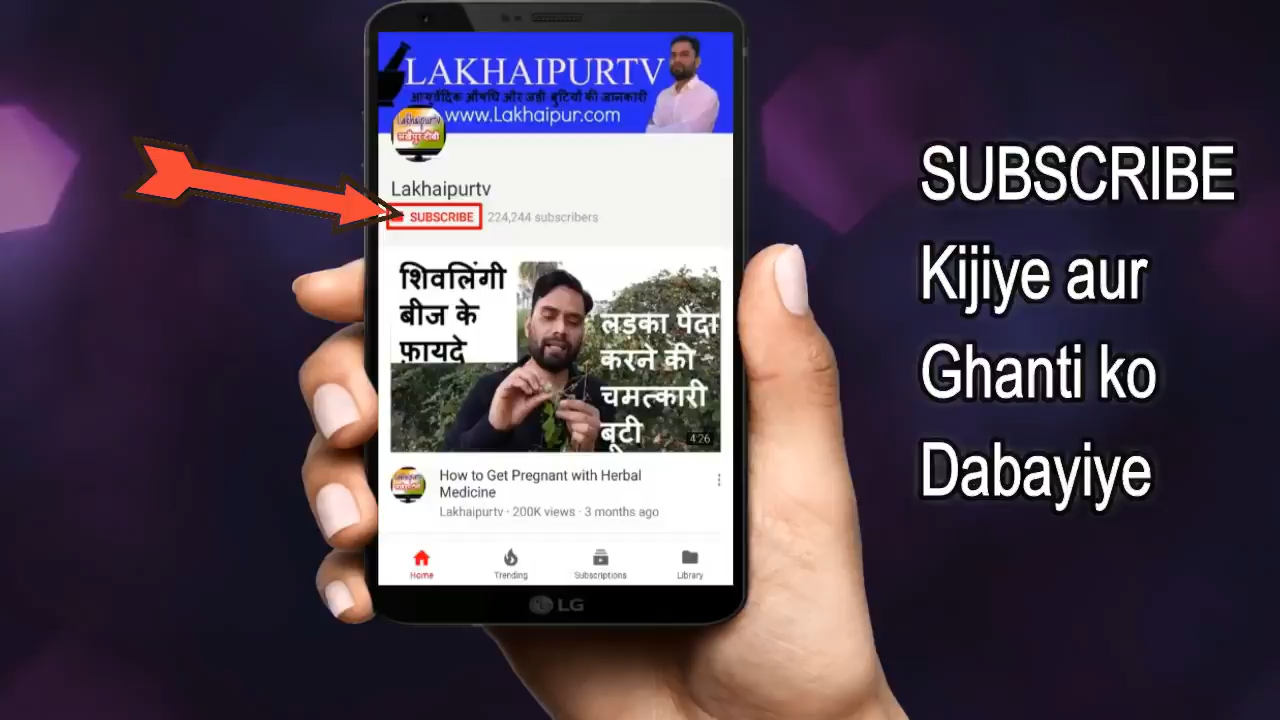 LAKHAIPURTV
आयुर्वेदिक औषधि और जड़ी बुटियों की जानकारी
www.Lakhaipur.com
Lakhaipurtv
Lakhaipurtv
SUBSCRIBE 224,244 subscribers
शिवलिंगी
बीज के
फ़ायदे
लड़का पैदा
करने की
चमत्कारी
बूटी
4:26
How to Get Pregnant with Herbal
Medicine
Lakhaipurtv · 200K views · 3 months ago
Home Trending Subscriptions Library
LG
SUBSCRIBE
Kijiye aur
Ghanti ko
Dabayiye